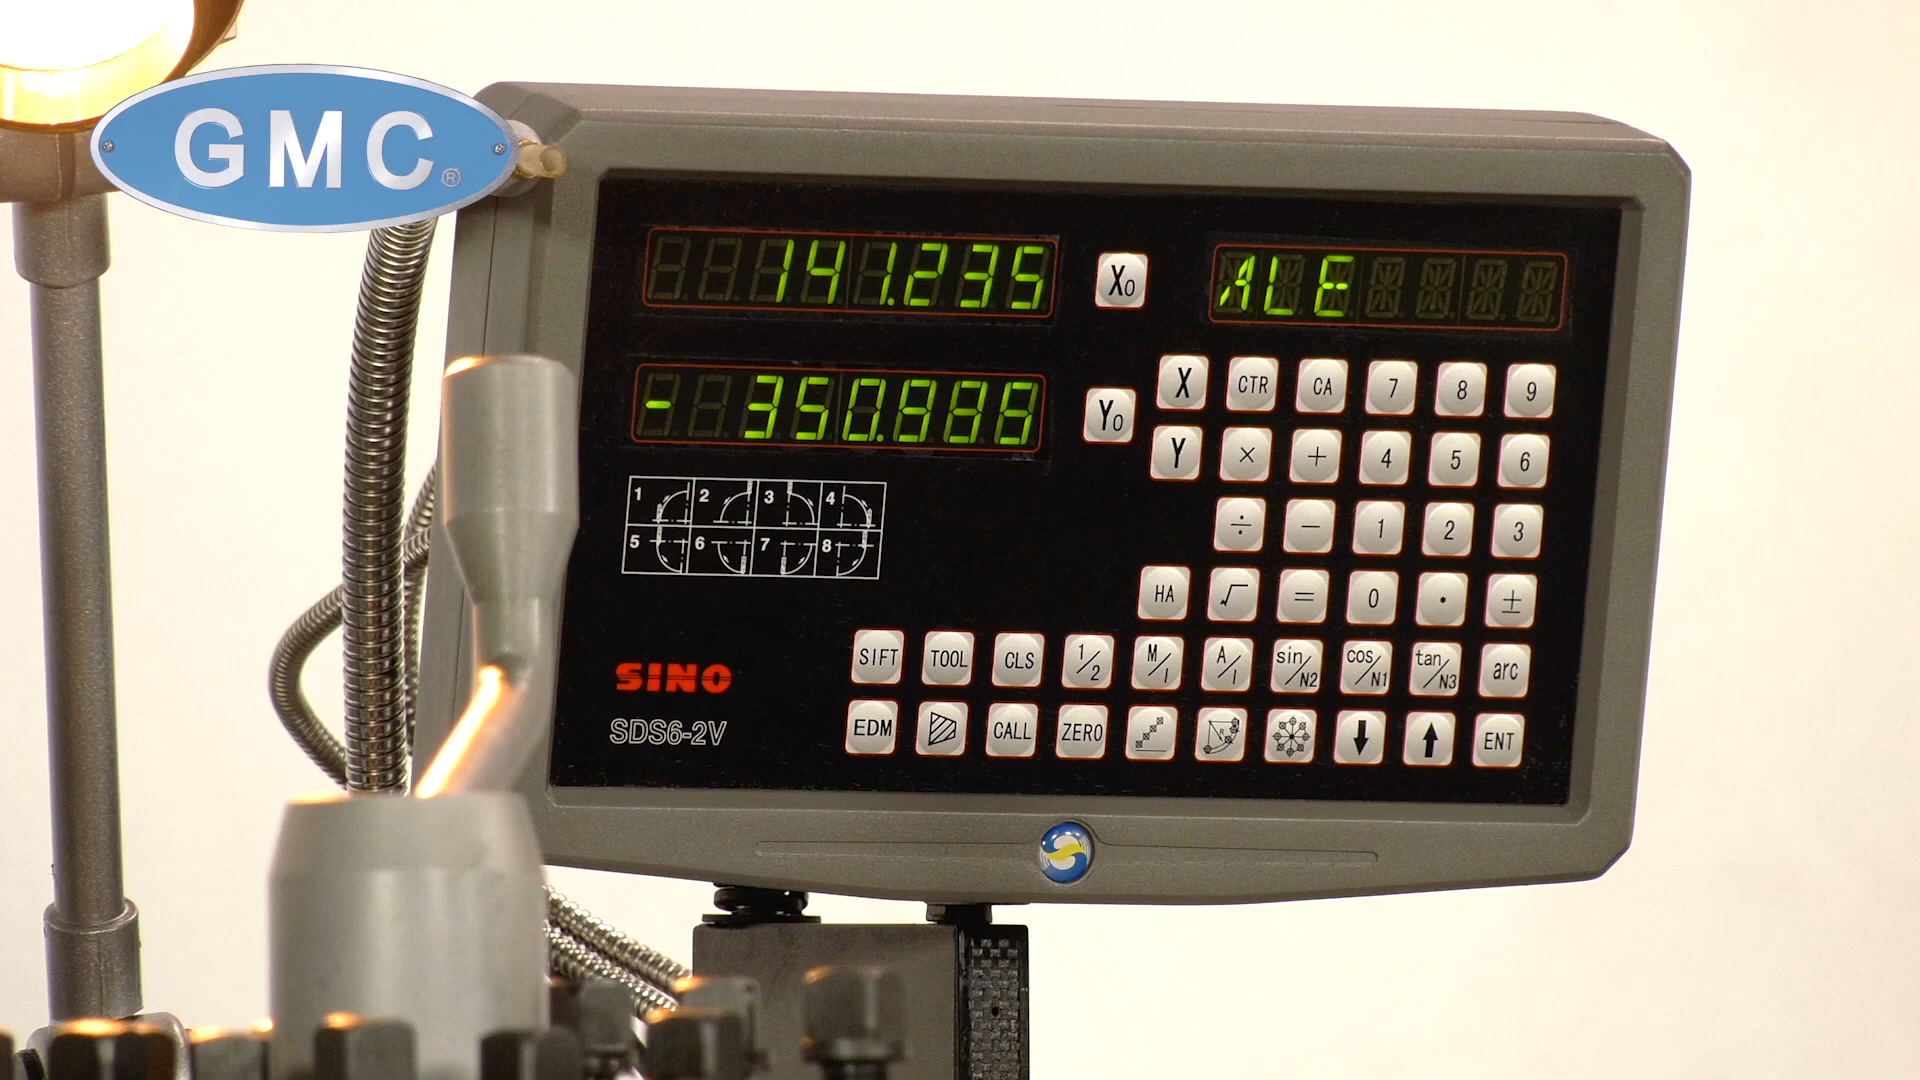 GMC®
141.235
X₀
ALE
-
350.
Y₀
X CTR CA 7 8 9
Y × + 4 5 6
÷ − 1 2 3
HA √ = 0 • ±
1 2 3 4
5 6 7 8
SINO
SDS6-2V
SIFT TOOL CLS 1/2 M/I A/I sin/N2 cos/N1 tan/N3 arc
EDM CALL ZERO R ⬇ ⬆ ENT